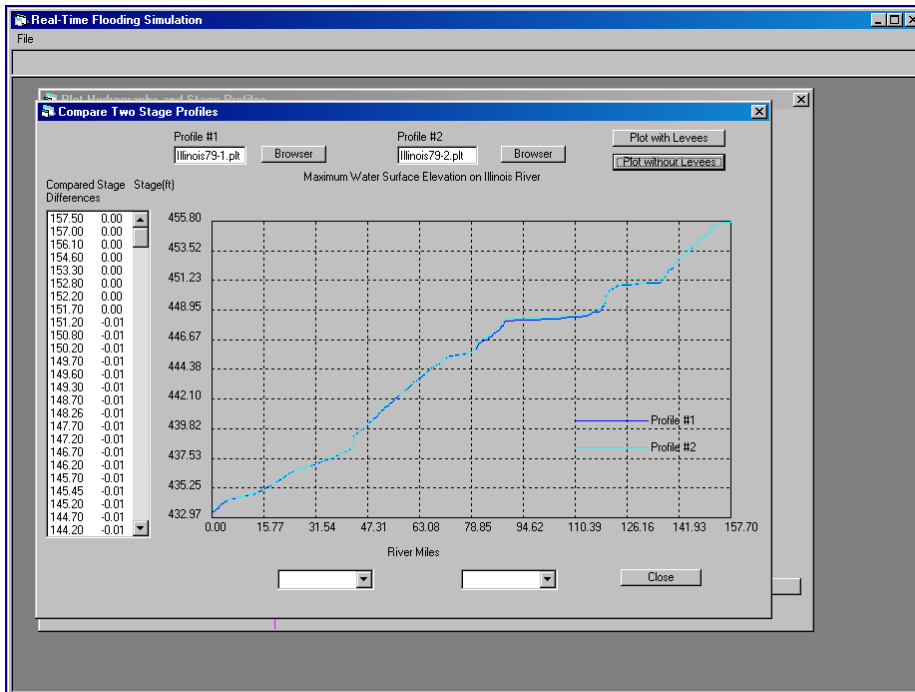 Real-Time Flooding Simulation
File
Plot Hydrographs and Stage Profiles
Compare Two Stage Profiles
Profile #1
Profile #2
Plot with Levees
Illinois79-1.plt
Browser
Illinois79-2.plt
Browser
Plot without Levees
Maximum Water Surface Elevation on Illinois River
Compared Stage Differences
Stage(ft)
157.50 0.00
157.00 0.00
156.10 0.00
154.60 0.00
153.30 0.00
152.80 0.00
152.20 0.00
151.70 0.00
151.20 -0.01
150.80 -0.01
150.20 -0.01
149.70 -0.01
149.60 -0.01
149.30 -0.01
148.70 -0.01
148.26 -0.01
147.70 -0.01
147.20 -0.01
146.70 -0.01
146.20 -0.01
145.70 -0.01
145.45 -0.01
145.20 -0.01
144.70 -0.01
144.20 -0.01
455.80
453.52
451.23
448.95
446.67
444.38
442.10
439.82
437.53
435.25
432.97
Profile #1
Profile #2
0.00 15.77 31.54 47.31 63.08 78.85 94.62 110.39 126.16 141.93 157.70
River Miles
Close